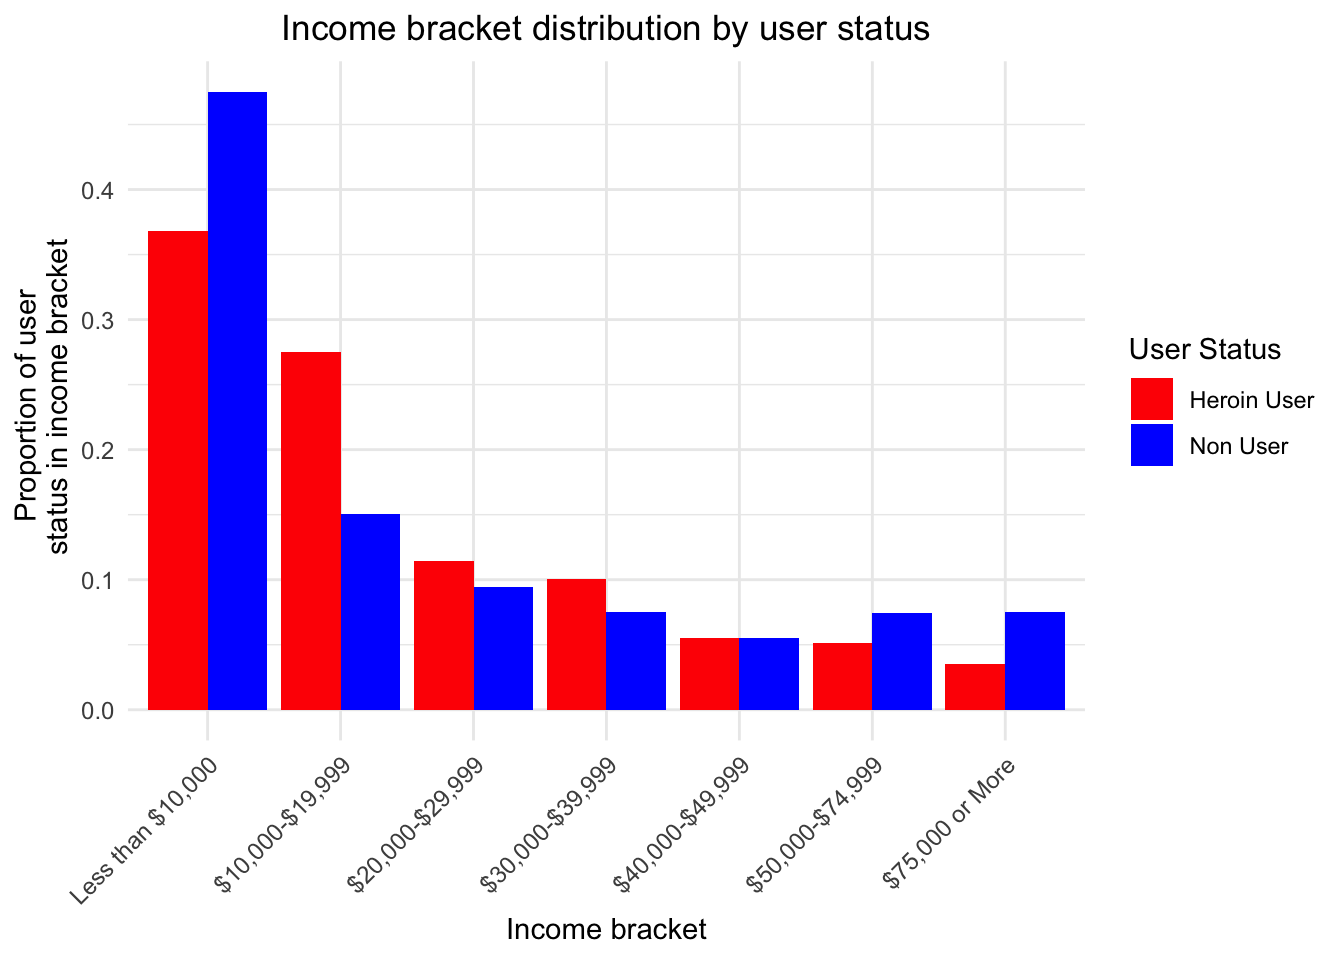 Income bracket distribution by user status
Proportion of user
status in income bracket
0.4
0.3
0.2
0.1
0.0
Less than $10,000
$10,000-$19,999
$20,000-$29,999
$30,000-$39,999
$40,000-$49,999
$50,000-$74,999
$75,000 or More
Income bracket
User Status
Heroin User
Non User